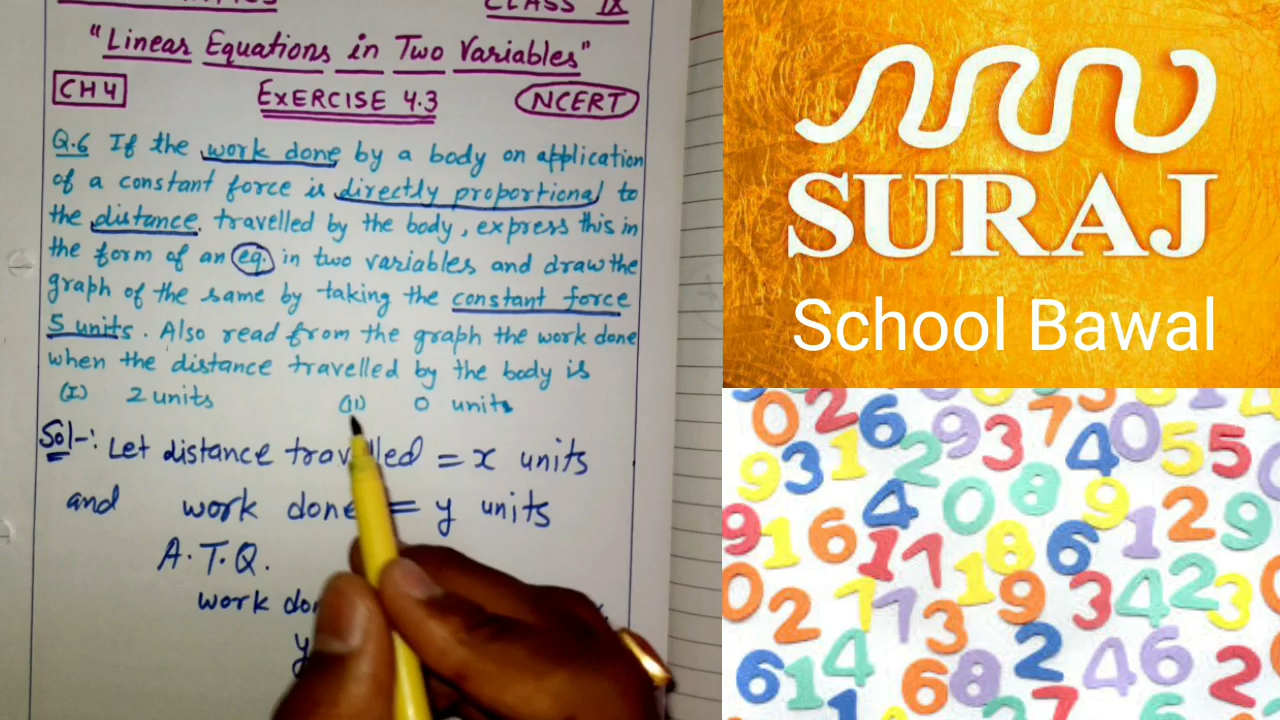 CLASS IX
"Linear Equations in Two Variables"
CH 4 EXERCISE 4.3 NCERT
Q.6 If the work done by a body on application
of a constant force is directly proportional to
the distance travelled by the body, express this in
the form of an eq. in two variables and draw the
graph of the same by taking the constant force
5 units. Also read from the graph the work done
when the distance travelled by the body is
(I) 2 units (II) 0 units
Sol-: Let distance travelled = x units
and work done = y units
A.T.Q.
work
y
SURAJ
School Bawal